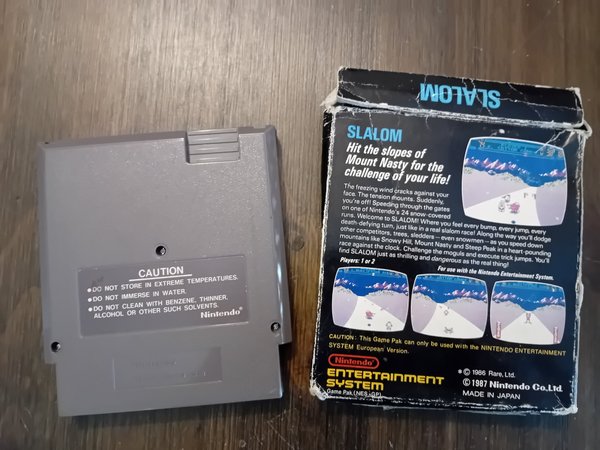 CAUTION
● DO NOT STORE IN EXTREME TEMPERATURES.
● DO NOT IMMERSE IN WATER.
● DO NOT CLEAN WITH BENZENE, THINNER,
ALCOHOL OR OTHER SUCH SOLVENTS.
Nintendo
SLALOM
SLALOM
Hit the slopes of
Mount Nasty for the
challenge of your life!
The freezing wind cracks against your
face. The tension mounts. Suddenly,
you're off! Speeding through the gates
on one of Nintendo's 24 snow-covered
runs. Welcome to SLALOM! Where you feel every bump, every jump, every
death-defying turn, just like in a real slalom race! Along the way you'll dodge
other competitors, trees, sledders – even snowmen – as you speed down
mountains like Snowy Hill, Mount Nasty and Steep Peak in a heart-pounding
race against the clock. Challenge the moguls and execute trick jumps. You'll
find SLALOM just as thrilling and dangerous as the real thing!
Players: 1 or 2
For use with the Nintendo Entertainment System.
CAUTION: This Game Pak can only be used with the NINTENDO ENTERTAINMENT
SYSTEM European Version.
Nintendo
ENTERTAINMENT
SYSTEM
Game Pak (NES-GP)
*© 1986 Rare, Ltd.
© 1987 Nintendo Co., Ltd.
MADE IN JAPAN